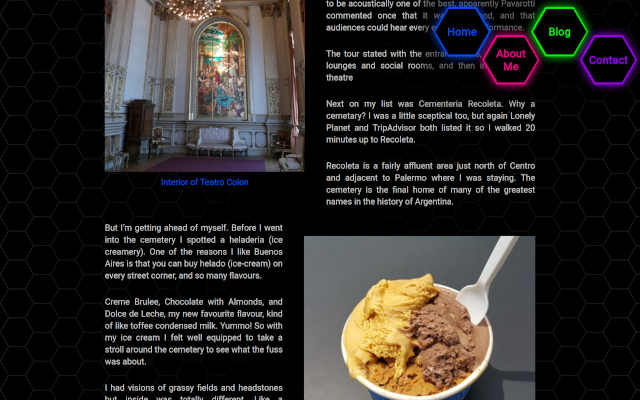 to be acoustically one of the best, apparently Pavarotti
commented once that it was good, and that
audiences could hear every performance.
The tour stated with the entrance
lounges and social rooms, and then in
theatre
Home
About
Me
Blog
Contact
Next on my list was Cementeria Recoleta. Why a
cemetary? I was a little sceptical too, but again Lonely
Planet and TripAdvisor both listed it so I walked 20
minutes up to Recoleta.
Interior of Teatro Colon
Recoleta is a fairly affluent area just north of Centro
and adjacent to Palermo where I was staying. The
cemetery is the final home of many of the greatest
names in the history of Argentina.
But I'm getting ahead of myself. Before I went
into the cemetery I spotted a heladeria (ice
creamery). One of the reasons I like Buenos
Aires is that you can buy helado (ice-cream) on
every street corner, and so many flavours.
Creme Brulee, Chocolate with Almonds, and
Dolce de Leche, my new favourite flavour, kind
of like toffee condensed milk. Yummo! So with
my ice cream I felt well equipped to take a
stroll around the cemetery to see what the fuss
was about.
I had visions of grassy fields and headstones
but inside was totally different. Like a